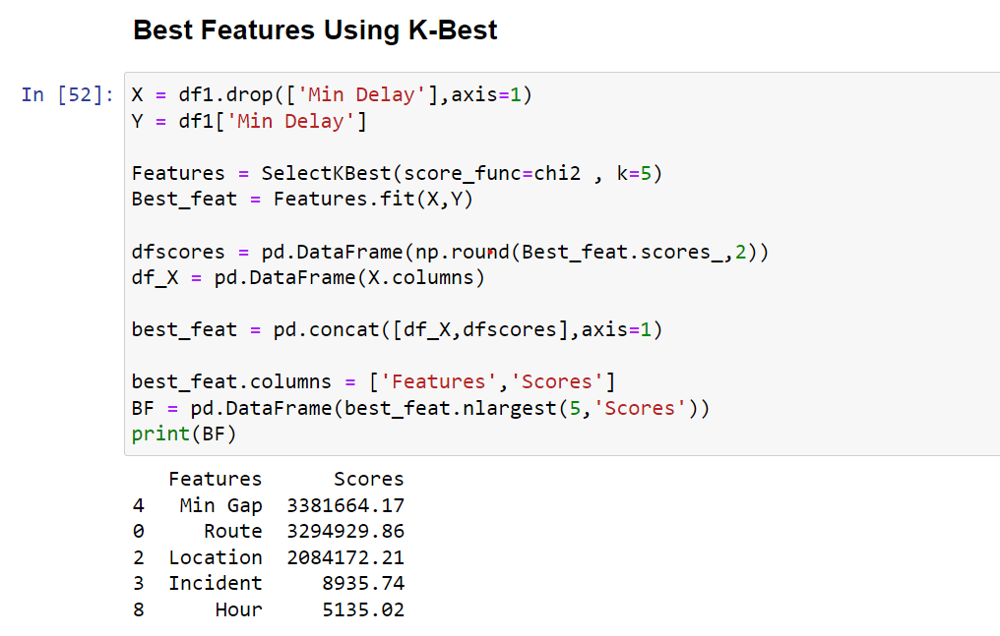 Best Features Using K-Best
In [52]: X = df1.drop(['Min Delay'],axis=1)
Y = df1['Min Delay']
Features = SelectKBest(score_func=chi2 , k=5)
Best_feat = Features.fit(X,Y)
dfscores = pd.DataFrame(np.round(Best_feat.scores_,2))
df_X = pd.DataFrame(X.columns)
best_feat = pd.concat([df_X,dfscores],axis=1)
best_feat.columns = ['Features','Scores']
BF = pd.DataFrame(best_feat.nlargest(5,'Scores'))
print(BF)
Features Scores
4 Min Gap 3381664.17
0 Route 3294929.86
2 Location 2084172.21
3 Incident 8935.74
8 Hour 5135.02